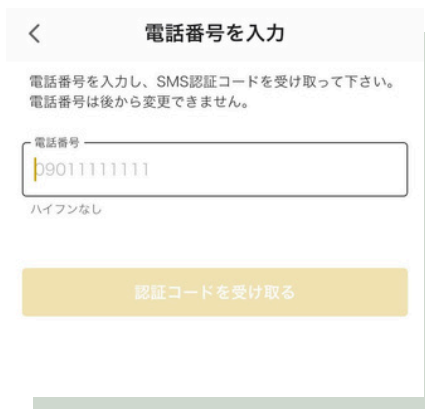 電話番号を入力
電話番号を入力し、SMS認証コードを受け取って下さい。
電話番号は後から変更できません。
電話番号
09011111111
ハイフンなし
認証コードを受け取る